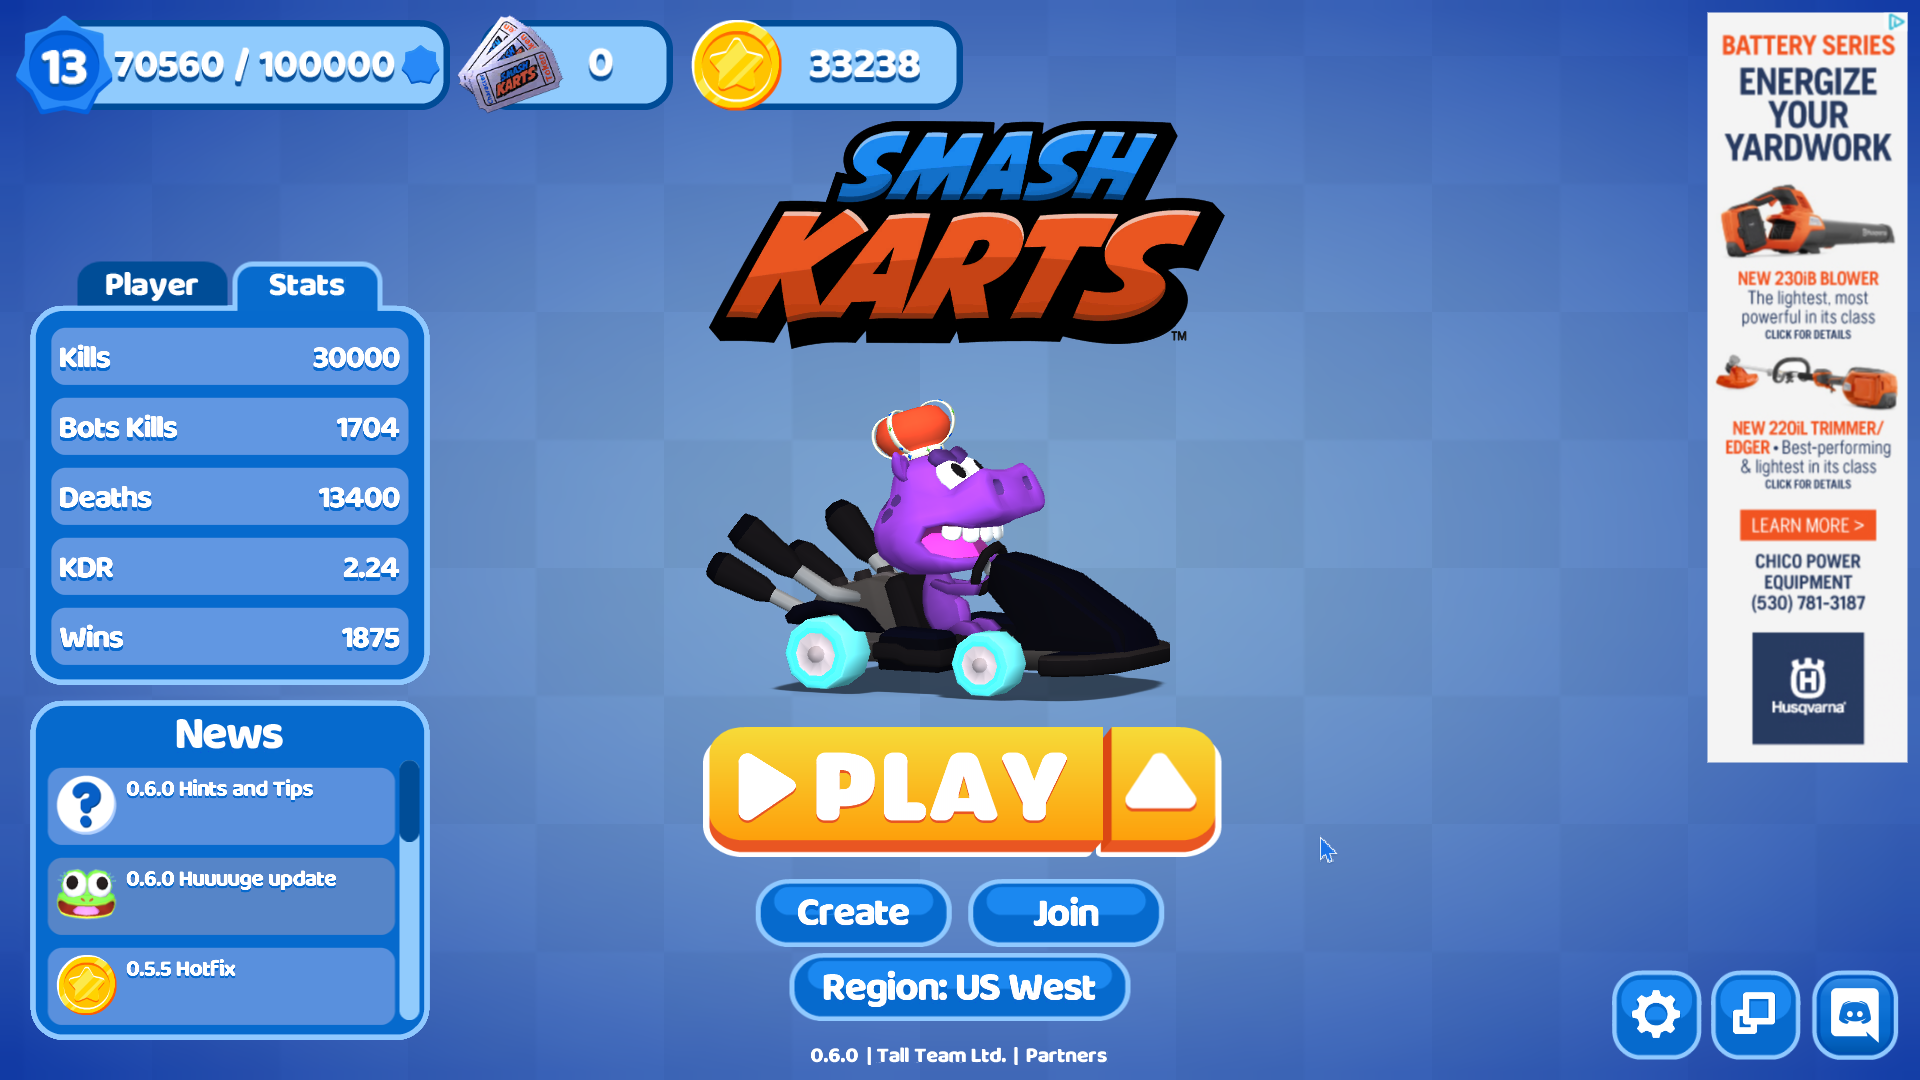 13
70560 / 100000
0
33238
SMASH
KARTS
TM
Player
Stats
Kills
30000
Bots Kills
1704
Deaths
13400
KDR
2.24
Wins
1875
News
0.6.0 Hints and Tips
0.6.0 Huuuuge update
0.5.5 Hotfix
PLAY
Create
Join
Region: US West
0.6.0 | Tall Team Ltd. | Partners
BATTERY SERIES
ENERGIZE
YOUR
YARDWORK
NEW 230iB BLOWER
The lightest, most
powerful in its class
CLICK FOR DETAILS
NEW 220iL TRIMMER/
EDGER • Best-performing
& lightest in its class
CLICK FOR DETAILS
LEARN MORE >
CHICO POWER
EQUIPMENT
(530) 781-3187
H
Husqvarna